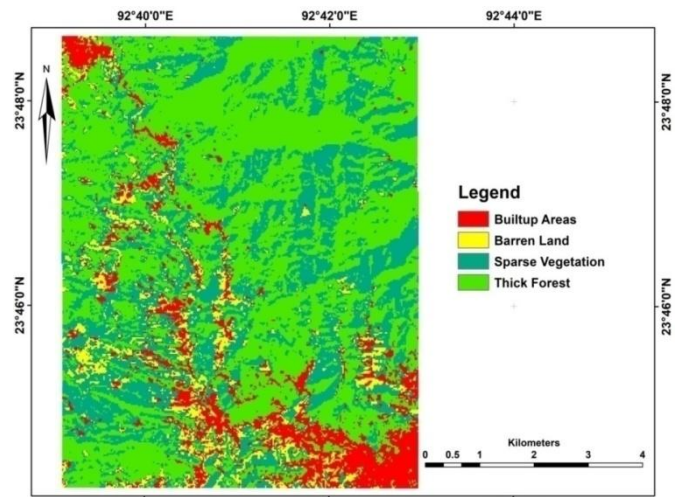 92°40'0"E 92°42'0"E 92°44'0"E
N
23°48'0"N 23°48'0"N
Legend
Builtup Areas
Barren Land
Sparse Vegetation
Thick Forest
23°46'0"N 23°46'0"N
Kilometers
0 0.5 1 2 3 4